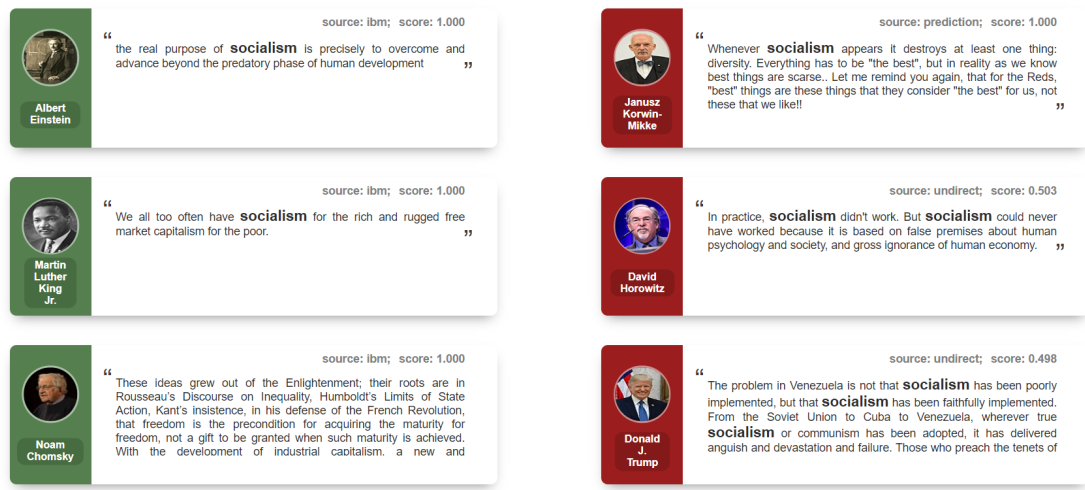 source: ibm; score: 1.000
“
the real purpose of socialism is precisely to overcome and
advance beyond the predatory phase of human development
”
Albert
Einstein
source: prediction; score: 1.000
“
Whenever socialism appears it destroys at least one thing:
diversity. Everything has to be "the best", but in reality as we know
best things are scarse.. Let me remind you again, that for the Reds,
"best" things are these things that they consider "the best" for us, not
these that we like!!
”
Janusz
Korwin-
Mikke
source: ibm; score: 1.000
“
We all too often have socialism for the rich and rugged free
market capitalism for the poor.
”
Martin
Luther
King
Jr.
source: undirect; score: 0.503
“
In practice, socialism didn't work. But socialism could never
have worked because it is based on false premises about human
psychology and society, and gross ignorance of human economy.
”
David
Horowitz
source: ibm; score: 1.000
“
These ideas grew out of the Enlightenment; their roots are in
Rousseau's Discourse on Inequality, Humboldt's Limits of State
Action, Kant's insistence, in his defense of the French Revolution,
that freedom is the precondition for acquiring the maturity for
freedom, not a gift to be granted when such maturity is achieved.
With the development of industrial capitalism, a new and
Noam
Chomsky
source: undirect; score: 0.498
“
The problem in Venezuela is not that socialism has been poorly
implemented, but that socialism has been faithfully implemented.
From the Soviet Union to Cuba to Venezuela, wherever true
socialism or communism has been adopted, it has delivered
anguish and devastation and failure. Those who preach the tenets of
Donald
J.
Trump